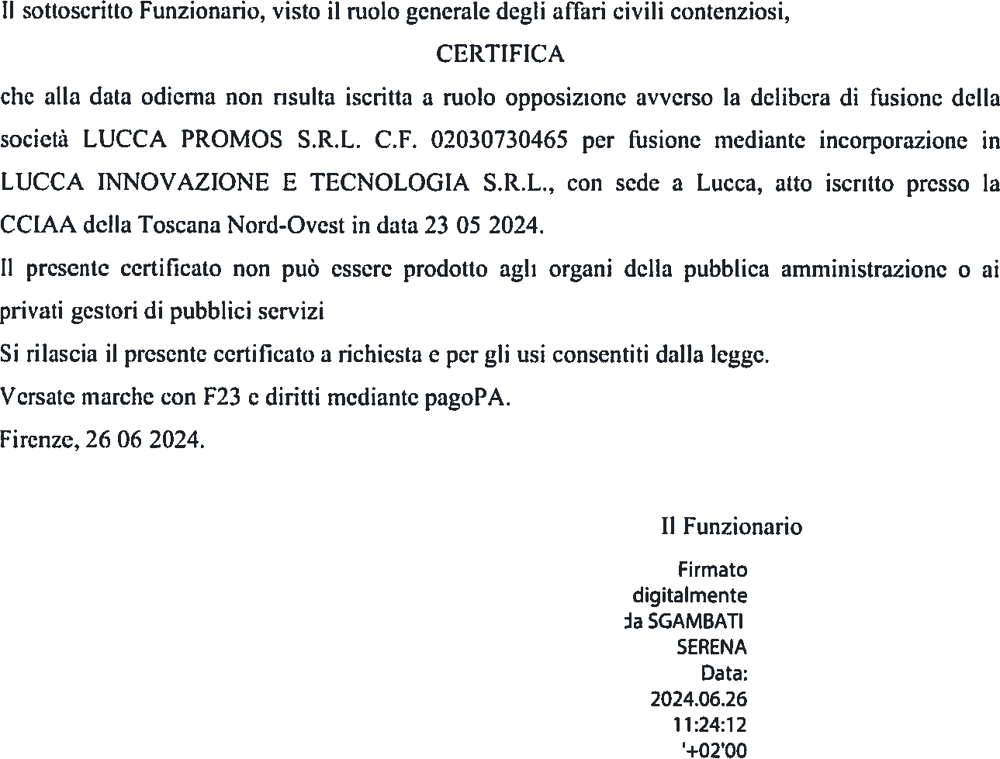 Il sottoscritto Funzionario, visto il ruolo generale degli affari civili contenziosi,
CERTIFICA
che alla data odierna non risulta iscritta a ruolo opposizione avverso la delibera di fusione della
società LUCCA PROMOS S.R.L. C.F. 02030730465 per fusione mediante incorporazione in
LUCCA INNOVAZIONE E TECNOLOGIA S.R.L., con sede a Lucca, atto iscritto presso la
CCIAA della Toscana Nord-Ovest in data 23 05 2024.
Il presente certificato non può essere prodotto agli organi della pubblica amministrazione o ai
privati gestori di pubblici servizi
Si rilascia il presente certificato a richiesta e per gli usi consentiti dalla legge.
Versate marche con F23 e diritti mediante pagoPA.
Firenze, 26 06 2024.
Il Funzionario
Firmato
digitalmente
da SGAMBATI
SERENA
Data:
2024.06.26
11:24:12
'+02'00